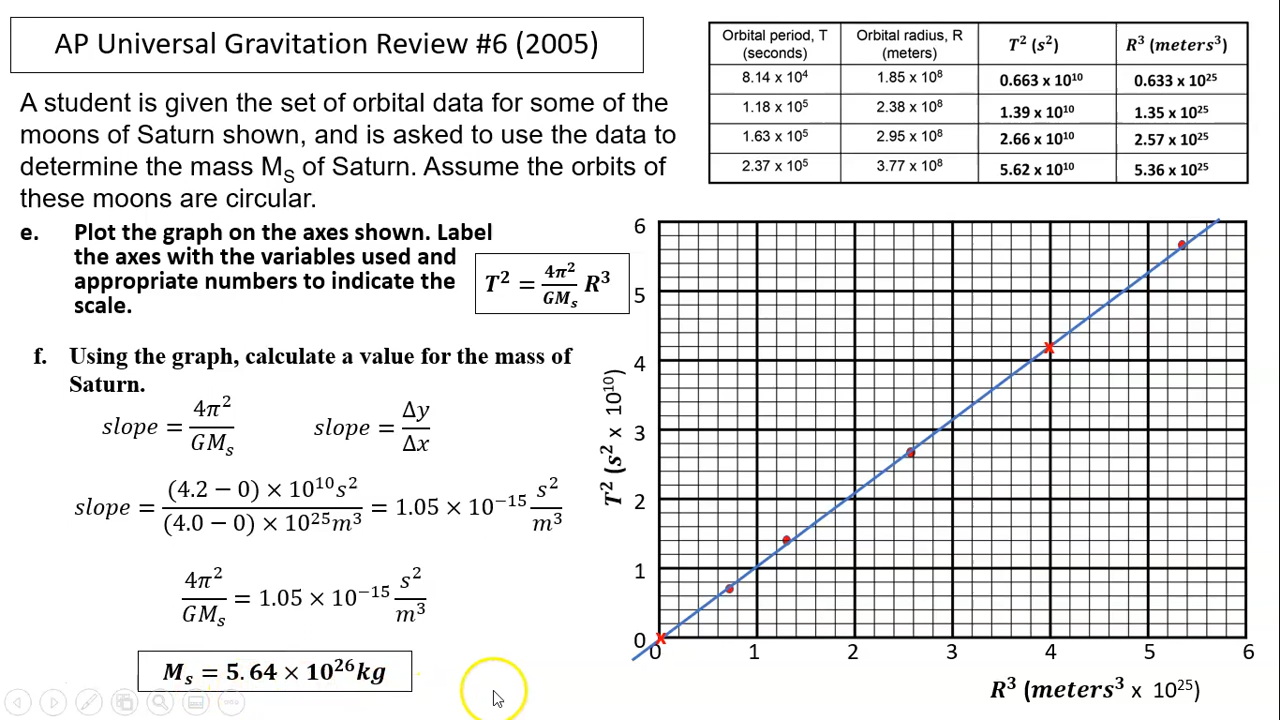 AP Universal Gravitation Review #6 (2005)
A student is given the set of orbital data for some of the
moons of Saturn shown, and is asked to use the data to
determine the mass M_S of Saturn. Assume the orbits of
these moons are circular.
Orbital period, T (seconds) Orbital radius, R (meters) T² (s²) R³ (meters³)
8.14 x 10⁴ 1.85 x 10⁸ 0.663 x 10¹⁰ 0.633 x 10²⁵
1.18 x 10⁵ 2.38 x 10⁸ 1.39 x 10¹⁰ 1.35 x 10²⁵
1.63 x 10⁵ 2.95 x 10⁸ 2.66 x 10¹⁰ 2.57 x 10²⁵
2.37 x 10⁵ 3.77 x 10⁸ 5.62 x 10¹⁰ 5.36 x 10²⁵
e. Plot the graph on the axes shown. Label
the axes with the variables used and
appropriate numbers to indicate the
scale.
T² = 4π²/GM_s R³
f. Using the graph, calculate a value for the mass of
Saturn.
slope = 4π²/GM_s slope = Δy/Δx
slope = (4.2 − 0) × 10¹⁰s²/(4.0 − 0) × 10²⁵m³ = 1.05 × 10⁻¹⁵ s²/m³
4π²/GM_s = 1.05 × 10⁻¹⁵ s²/m³
M_s = 5.64 × 10²⁶kg
T² (s² x 10¹⁰)
6
5
4
3
2
1
0
0 1 2 3 4 5 6
R³ (meters³ x 10²⁵)